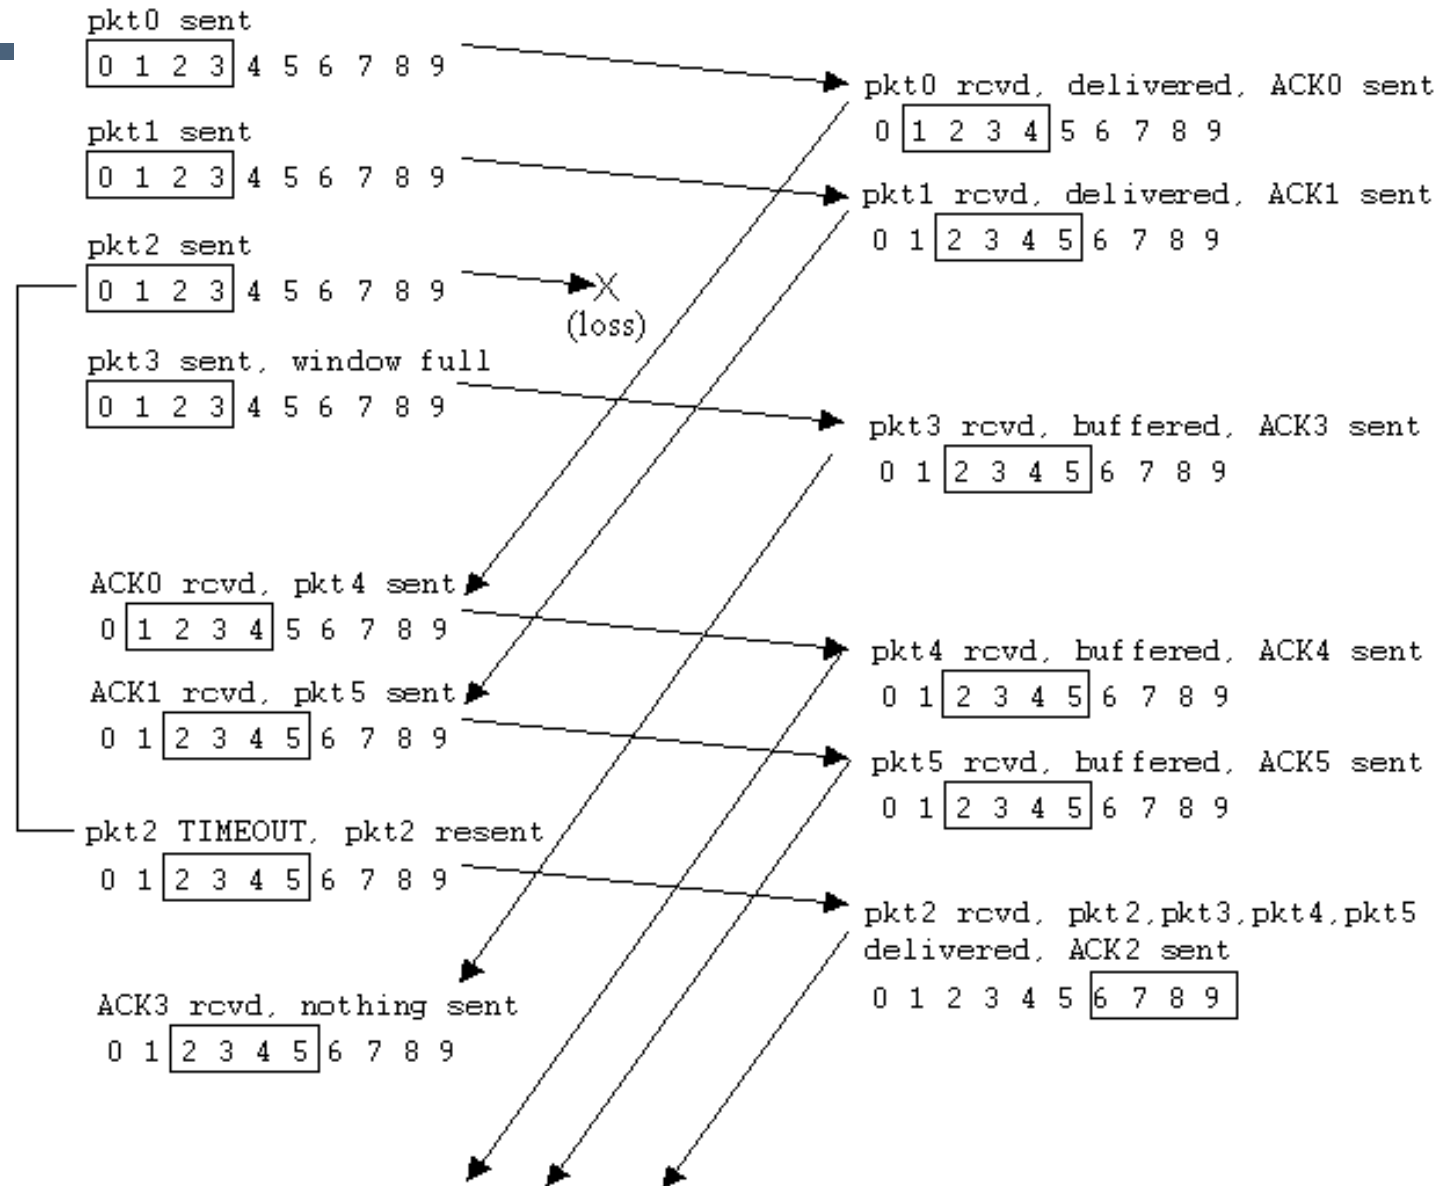 pkt0 sent
0 1 2 3 4 5 6 7 8 9
pkt1 sent
0 1 2 3 4 5 6 7 8 9
pkt2 sent
0 1 2 3 4 5 6 7 8 9
pkt3 sent, window full
0 1 2 3 4 5 6 7 8 9
ACK0 rcvd, pkt4 sent
0 1 2 3 4 5 6 7 8 9
ACK1 rcvd, pkt5 sent
0 1 2 3 4 5 6 7 8 9
pkt2 TIMEOUT, pkt2 resent
0 1 2 3 4 5 6 7 8 9
ACK3 rcvd, nothing sent
0 1 2 3 4 5 6 7 8 9
X
(loss)
pkt0 rcvd, delivered, ACK0 sent
0 1 2 3 4 5 6 7 8 9
pkt1 rcvd, delivered, ACK1 sent
0 1 2 3 4 5 6 7 8 9
pkt3 rcvd, buffered, ACK3 sent
0 1 2 3 4 5 6 7 8 9
pkt4 rcvd, buffered, ACK4 sent
0 1 2 3 4 5 6 7 8 9
pkt5 rcvd, buffered, ACK5 sent
0 1 2 3 4 5 6 7 8 9
pkt2 rcvd, pkt2,pkt3,pkt4,pkt5
delivered, ACK2 sent
0 1 2 3 4 5 6 7 8 9